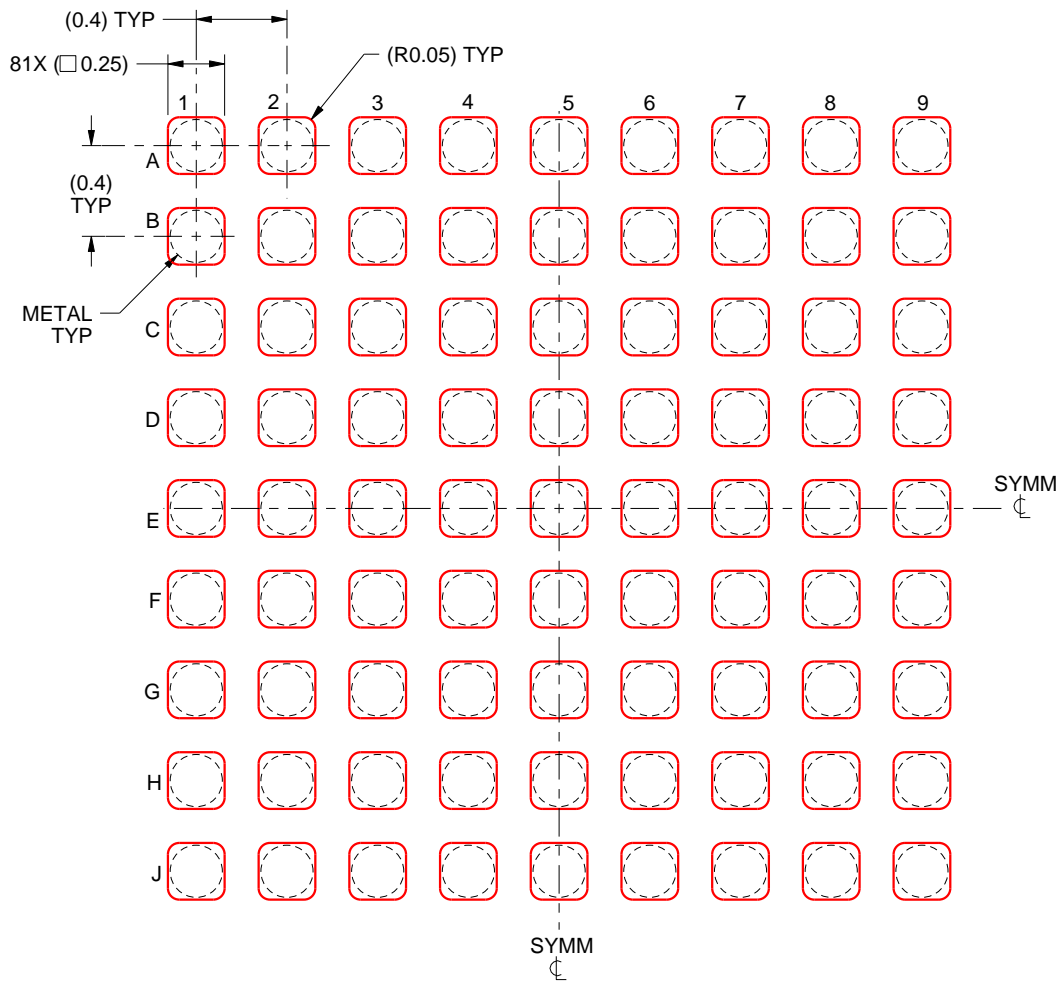 (0.4) TYP
81X (□ 0.25)
(R0.05) TYP
1 2 3 4 5 6 7 8 9
A
(0.4)
TYP
B
METAL
TYP
C
D
E
SYMM
℄
F
G
H
J
SYMM
℄